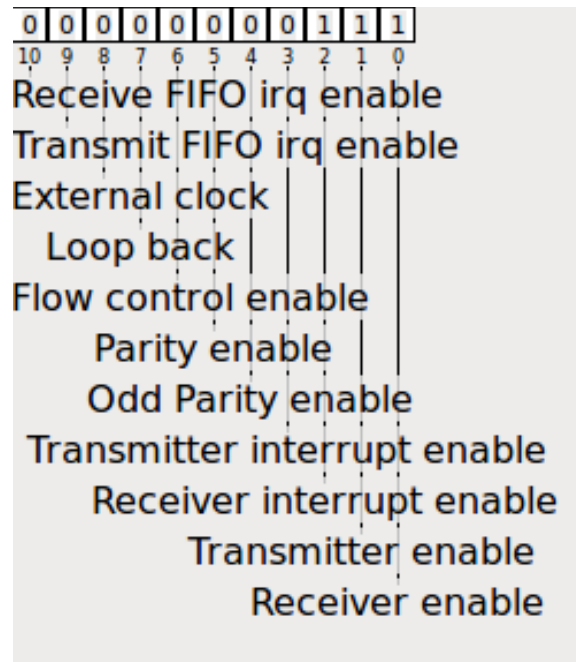 0 0 0 0 0 0 0 0 1 1 1
10 9 8 7 6 5 4 3 2 1 0
Receive FIFO irq enable
Transmit FIFO irq enable
External clock
Loop back
Flow control enable
Parity enable
Odd Parity enable
Transmitter interrupt enable
Receiver interrupt enable
Transmitter enable
Receiver enable